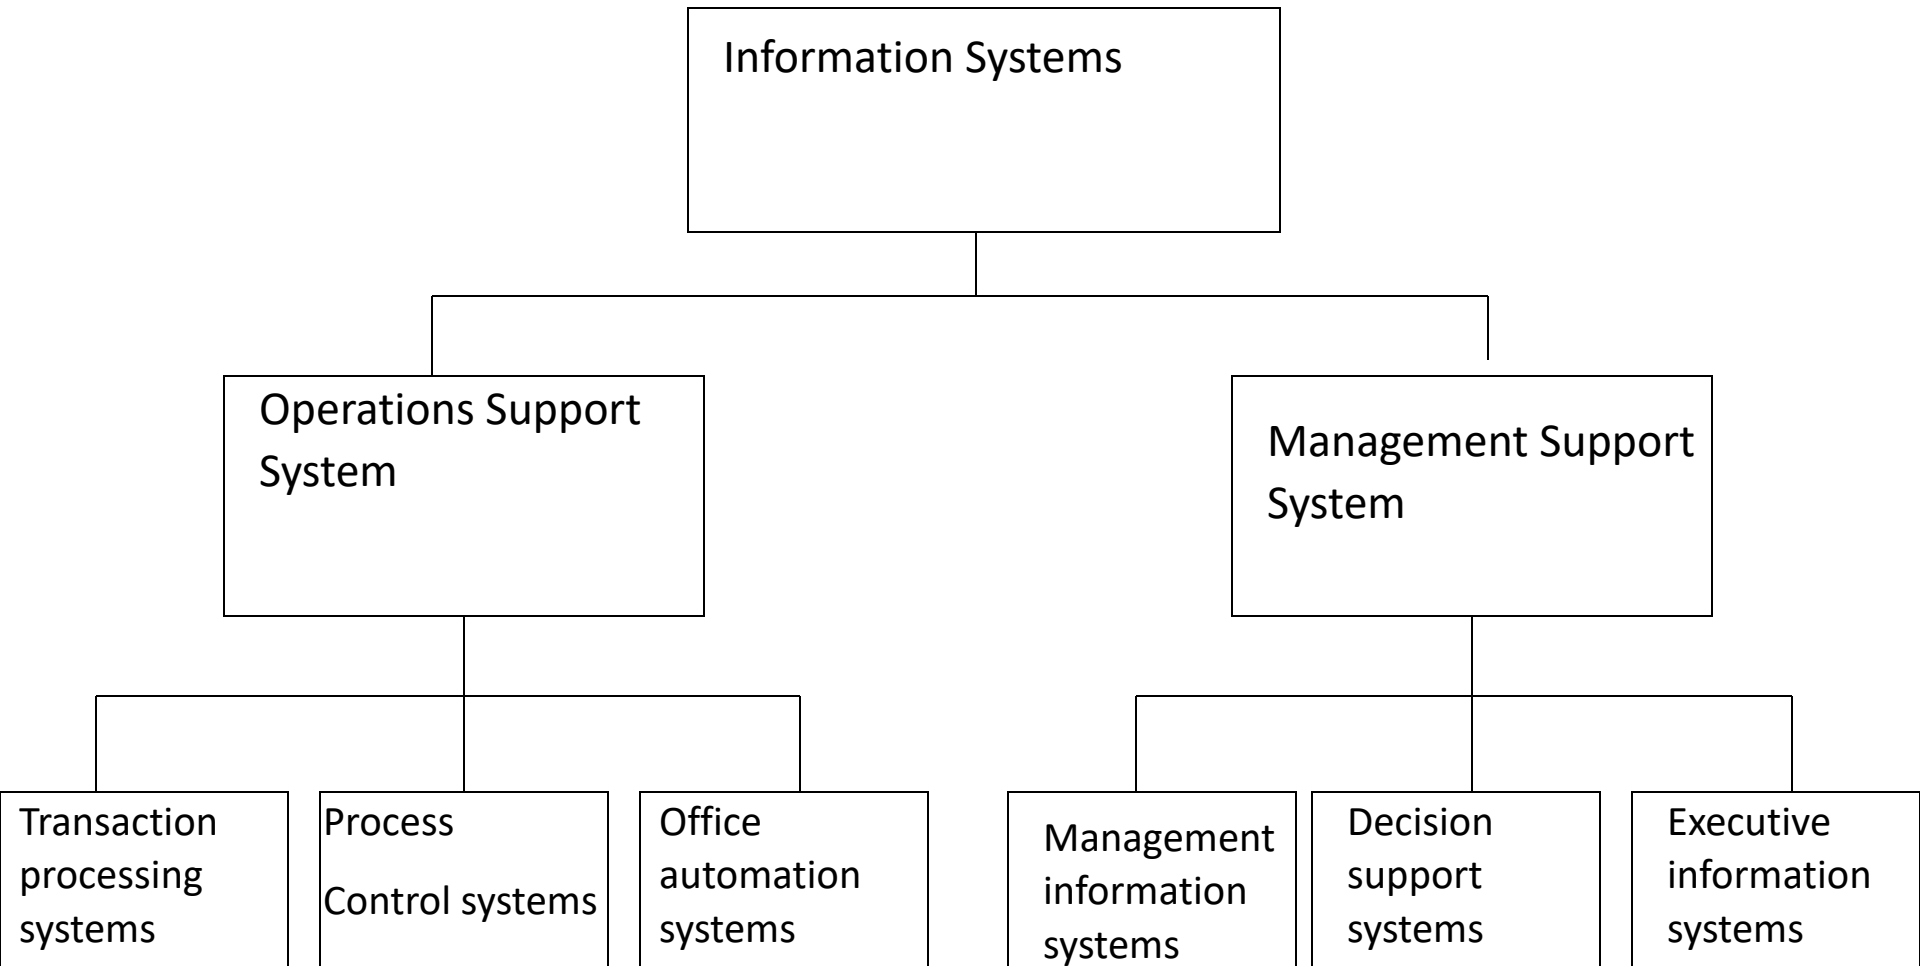 Information Systems
Operations Support
System
Management Support
System
Transaction
processing
systems
Process
Control systems
Office
automation
systems
Management
information
systems
Decision
support
systems
Executive
information
systems